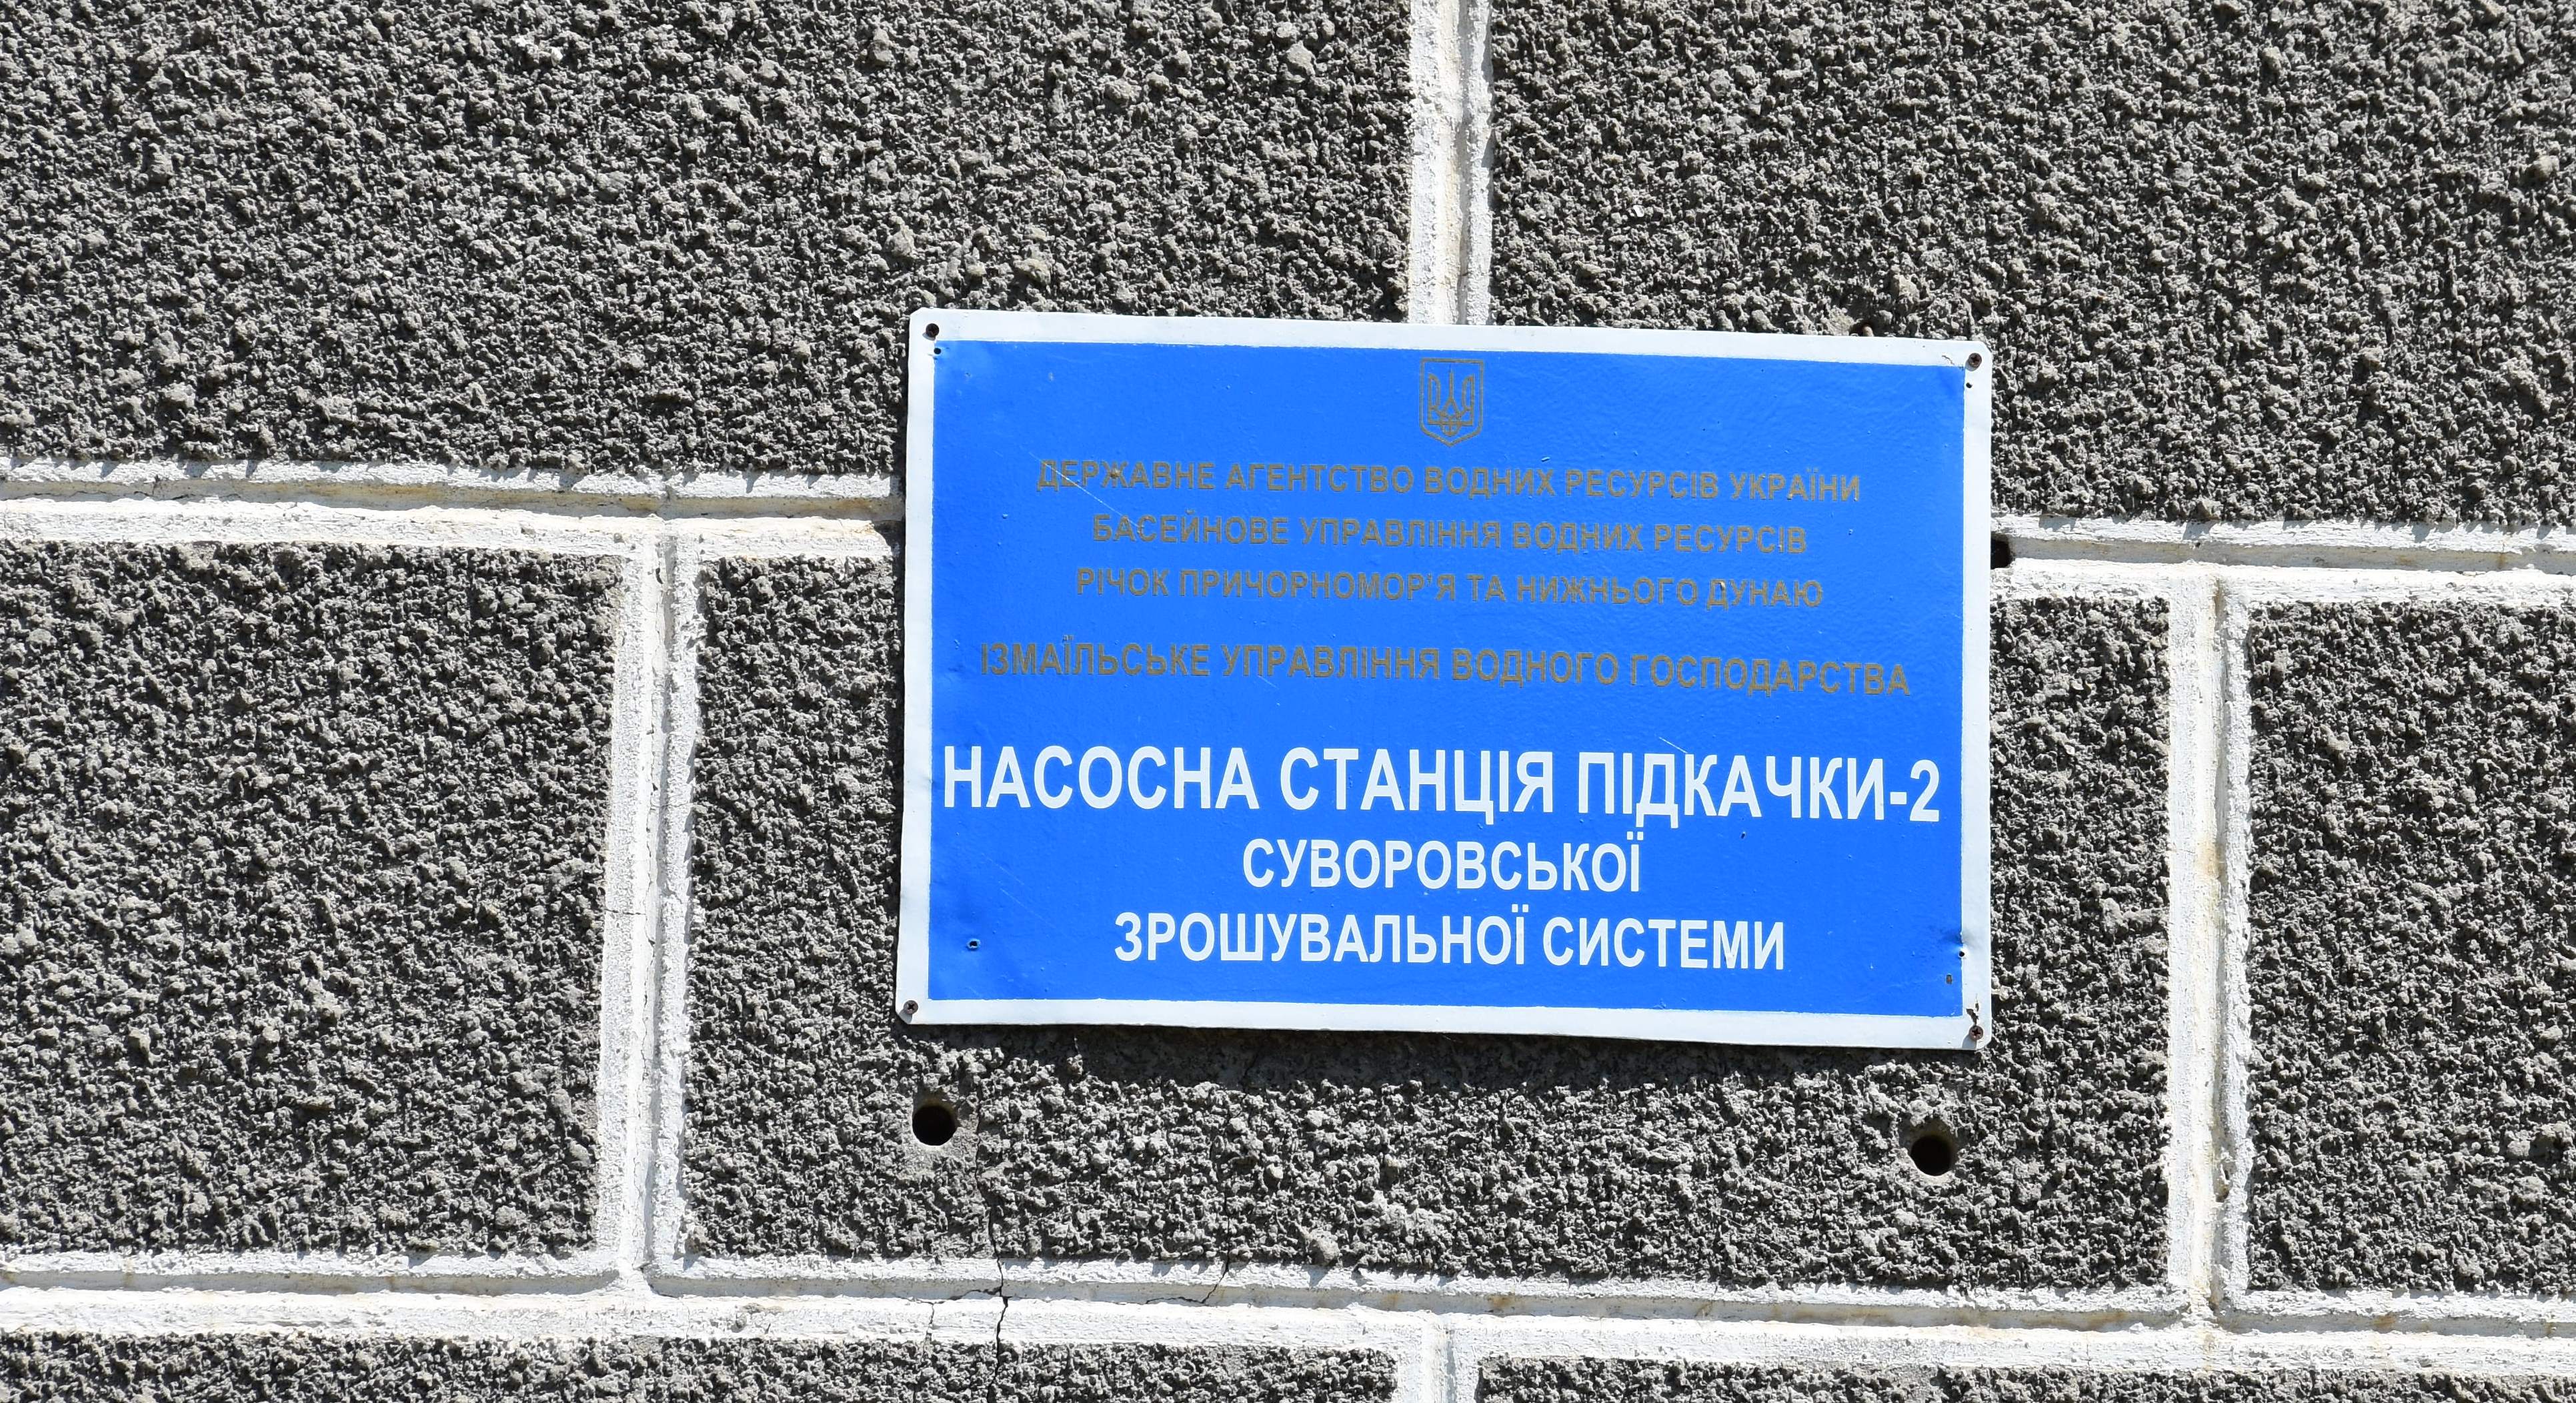 ДЕРЖАВНЕ АГЕНТСТВО ВОДНИХ РЕСУРСІВ УКРАЇНИ
БАСЕЙНОВЕ УПРАВЛІННЯ ВОДНИХ РЕСУРСІВ
РІЧОК ПРИЧОРНОМОР'Я ТА НИЖНЬОГО ДУНАЮ
ІЗМАЇЛЬСЬКЕ УПРАВЛІННЯ ВОДНОГО ГОСПОДАРСТВА
НАСОСНА СТАНЦІЯ ПІДКАЧКИ-2
СУВОРОВСЬКОЇ
ЗРОШУВАЛЬНОЇ СИСТЕМИ